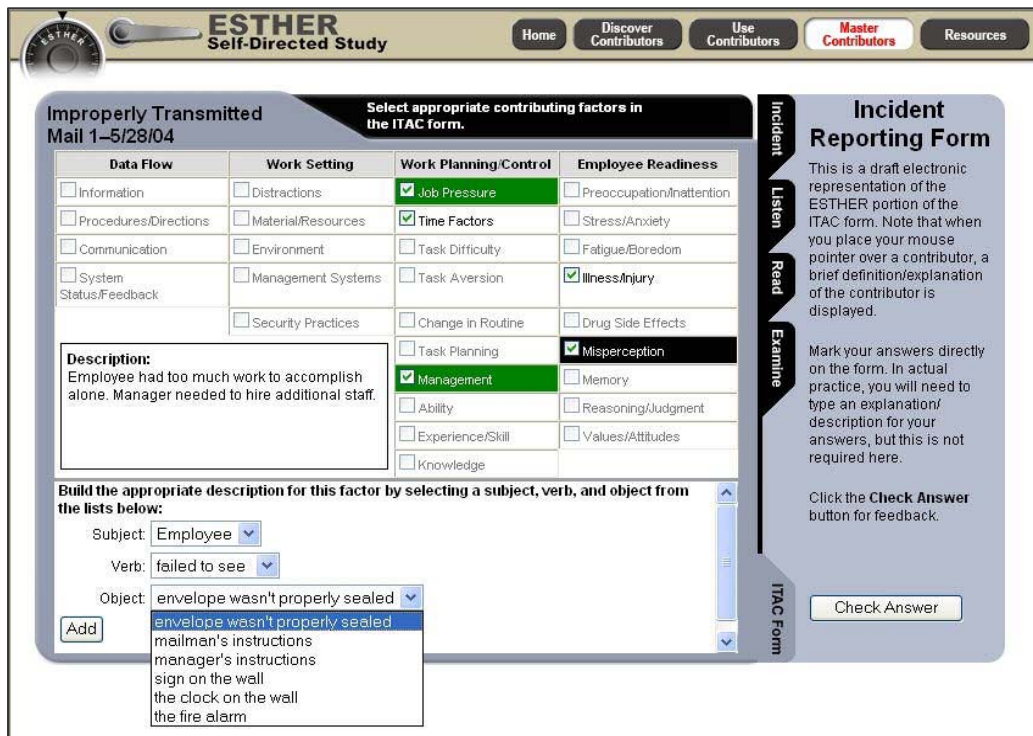 ESTHER
ESTHER
Self-Directed Study
Home
Discover
Contributors
Use
Contributors
Master
Contributors
Resources
Improperly Transmitted
Mail 1–5/28/04
Select appropriate contributing factors in
the ITAC form.
Data Flow
Work Setting
Work Planning/Control
Employee Readiness
Information
Distractions
Job Pressure
Preoccupation/Inattention
Procedures/Directions
Material/Resources
Time Factors
Stress/Anxiety
Communication
Environment
Task Difficulty
Fatigue/Boredom
System
Status/Feedback
Management Systems
Task Aversion
Illness/Injury
Security Practices
Change in Routine
Drug Side Effects
Task Planning
Misperception
Management
Memory
Ability
Reasoning/Judgment
Experience/Skill
Values/Attitudes
Knowledge
Description:
Employee had too much work to accomplish
alone. Manager needed to hire additional staff.
Build the appropriate description for this factor by selecting a subject, verb, and object from
the lists below:
Subject: Employee
Verb: failed to see
Object: envelope wasn't properly sealed
Add
envelope wasn't properly sealed
mailman's instructions
manager's instructions
sign on the wall
the clock on the wall
the fire alarm
Incident
Listen
Read
Examine
ITAC Form
Incident
Reporting Form
This is a draft electronic
representation of the
ESTHER portion of the
ITAC form. Note that when
you place your mouse
pointer over a contributor, a
brief definition/explanation
of the contributor is
displayed.
Mark your answers directly
on the form. In actual
practice, you will need to
type an explanation/
description for your
answers, but this is not
required here.
Click the Check Answer
button for feedback.
Check Answer